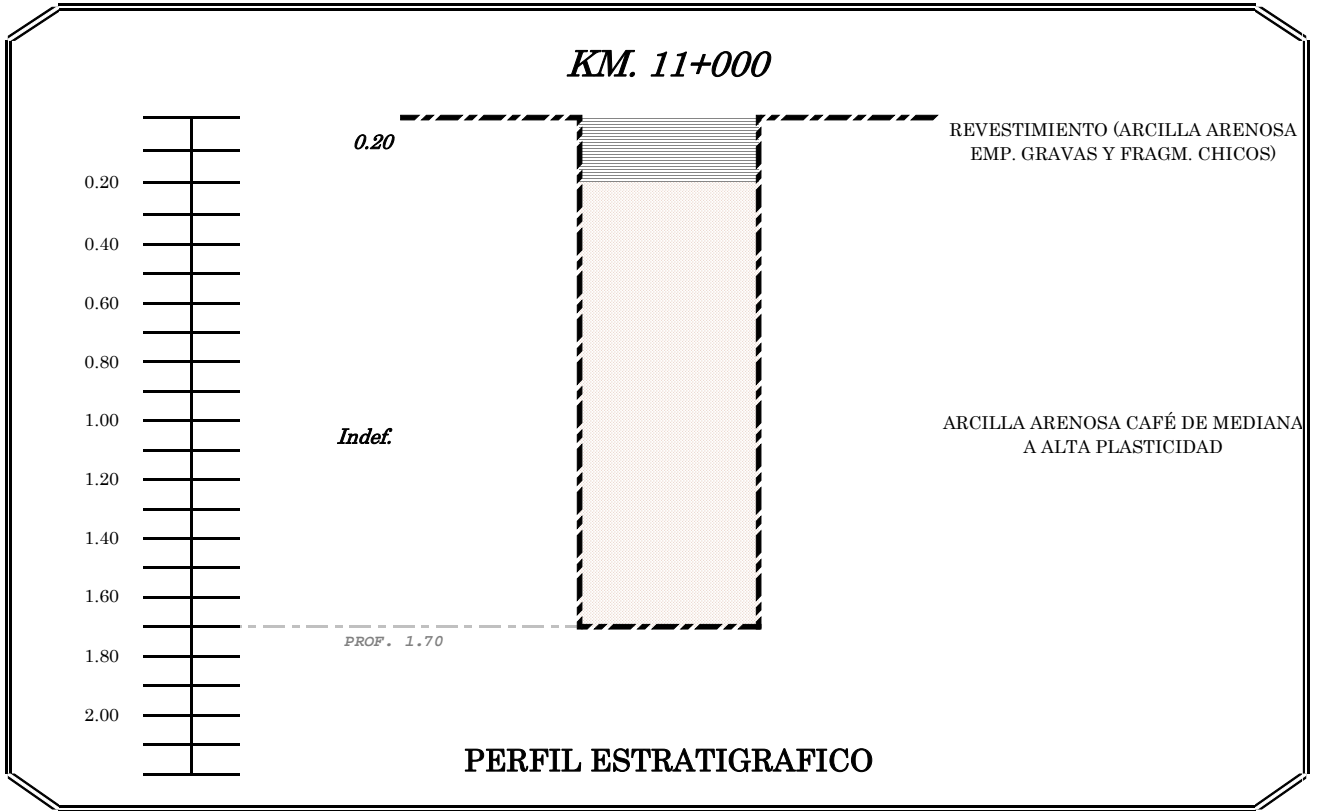 KM. 11+000
0.20
REVESTIMIENTO (ARCILLA ARENOSA
EMP. GRAVAS Y FRAGM. CHICOS)
0.20
0.40
0.60
0.80
1.00
Indef.
ARCILLA ARENOSA CAFÉ DE MEDIANA
A ALTA PLASTICIDAD
1.20
1.40
1.60
PROF. 1.70
1.80
2.00
PERFIL ESTRATIGRAFICO